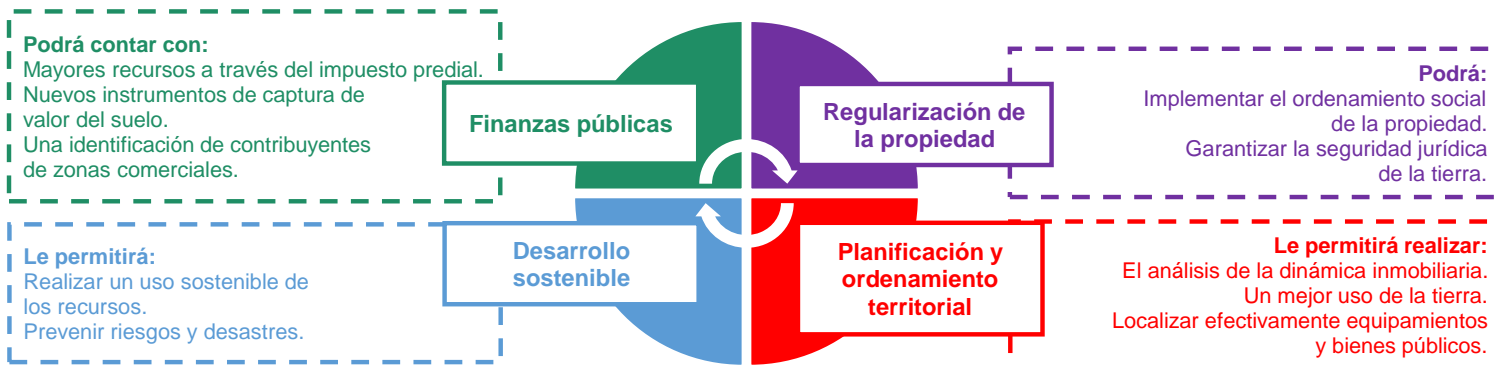 Podrá contar con:
Mayores recursos a través del impuesto predial.
Nuevos instrumentos de captura de
valor del suelo.
Una identificación de contribuyentes
de zonas comerciales.
Finanzas públicas
Regularización de
la propiedad
Podrá:
Implementar el ordenamiento social
de la propiedad.
Garantizar la seguridad jurídica
de la tierra.
Le permitirá:
Realizar un uso sostenible de
los recursos.
Prevenir riesgos y desastres.
Desarrollo
sostenible
Planificación y
ordenamiento
territorial
Le permitirá realizar:
El análisis de la dinámica inmobiliaria.
Un mejor uso de la tierra.
Localizar efectivamente equipamientos
y bienes públicos.